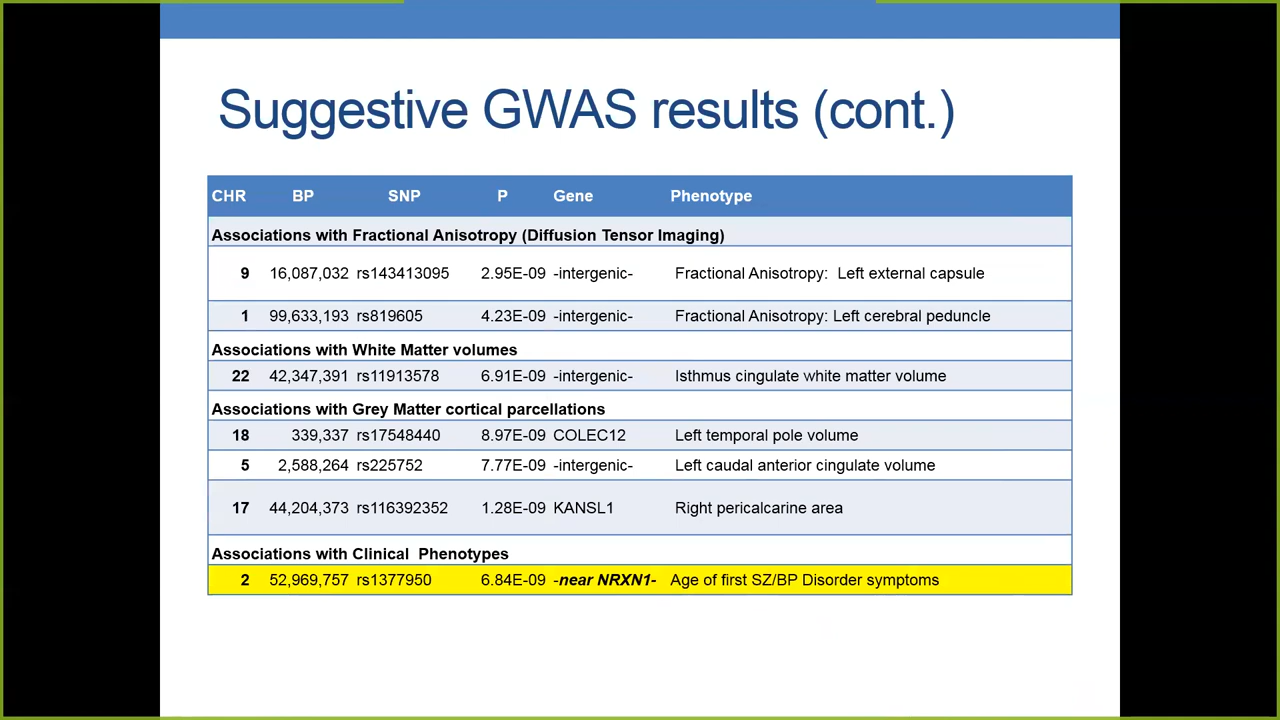 Suggestive GWAS results (cont.)
CHR BP SNP P Gene Phenotype
Associations with Fractional Anisotropy (Diffusion Tensor Imaging)
9 16,087,032 rs143413095 2.95E-09 -intergenic- Fractional Anisotropy: Left external capsule
1 99,633,193 rs819605 4.23E-09 -intergenic- Fractional Anisotropy: Left cerebral peduncle
Associations with White Matter volumes
22 42,347,391 rs11913578 6.91E-09 -intergenic- Isthmus cingulate white matter volume
Associations with Grey Matter cortical parcellations
18 339,337 rs17548440 8.97E-09 COLEC12 Left temporal pole volume
5 2,588,264 rs225752 7.77E-09 -intergenic- Left caudal anterior cingulate volume
17 44,204,373 rs116392352 1.28E-09 KANSL1 Right pericalcarine area
Associations with Clinical Phenotypes
2 52,969,757 rs1377950 6.84E-09 -near NRXN1- Age of first SZ/BP Disorder symptoms